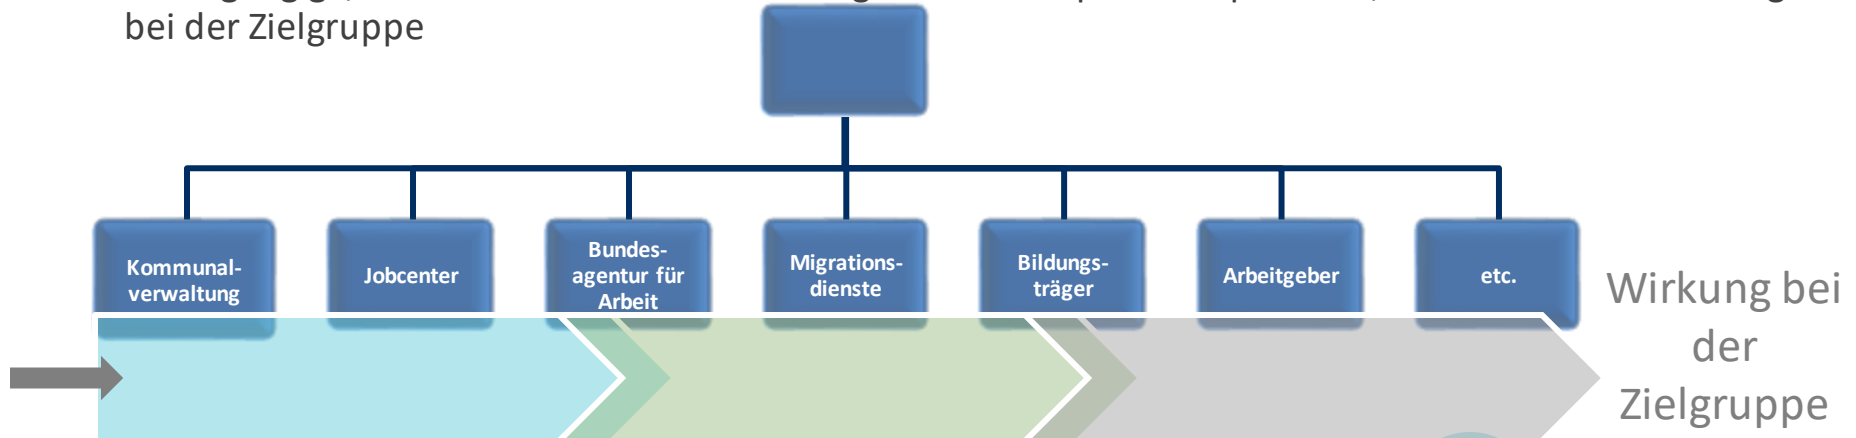 bei der Zielgruppe
Kommunal-
verwaltung
Jobcenter
Bundes-
agentur für
Arbeit
Migrations-
dienste
Bildungs-
träger
Arbeitgeber
etc.
Wirkung bei
der
Zielgruppe